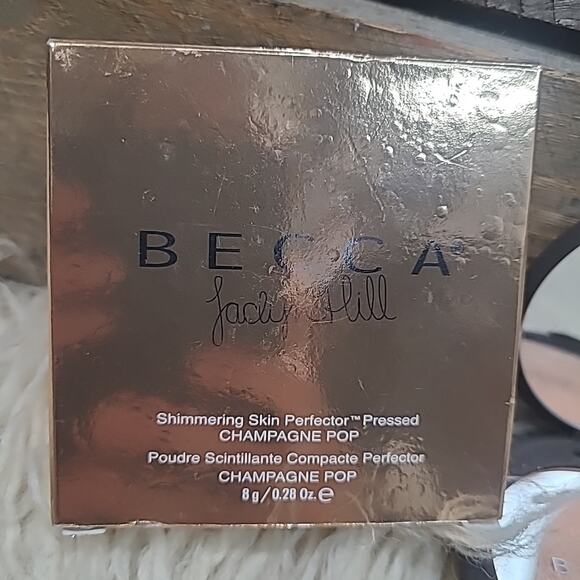 BECCA®
Jaclyn Hill
Shimmering Skin Perfector™ Pressed
CHAMPAGNE POP
Poudre Scintillante Compacte Perfector
CHAMPAGNE POP
8 g / 0.28 Oz. ℮
B